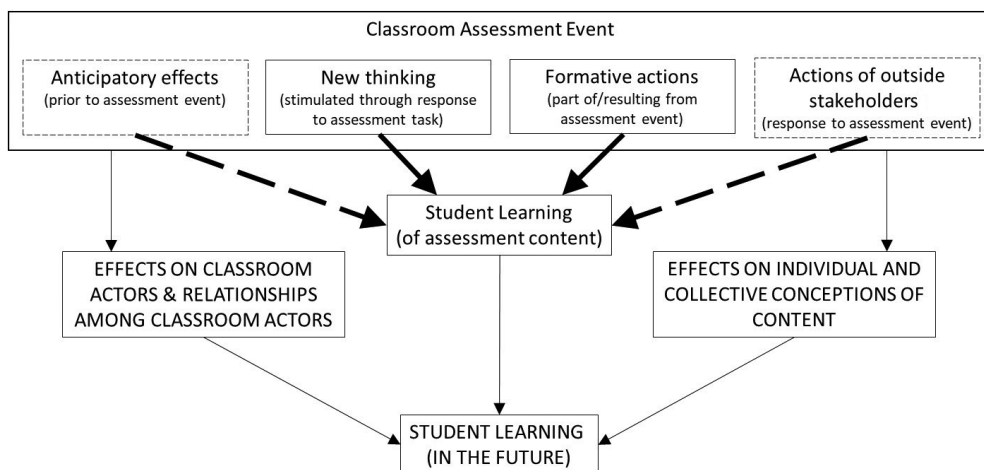 Classroom Assessment Event
Anticipatory effects
(prior to assessment event)
New thinking
(stimulated through response
to assessment task)
Formative actions
(part of/resulting from
assessment event)
Actions of outside
stakeholders
(response to assessment event)
Student Learning
(of assessment content)
EFFECTS ON CLASSROOM
ACTORS & RELATIONSHIPS
AMONG CLASSROOM ACTORS
EFFECTS ON INDIVIDUAL AND
COLLECTIVE CONCEPTIONS OF
CONTENT
STUDENT LEARNING
(IN THE FUTURE)